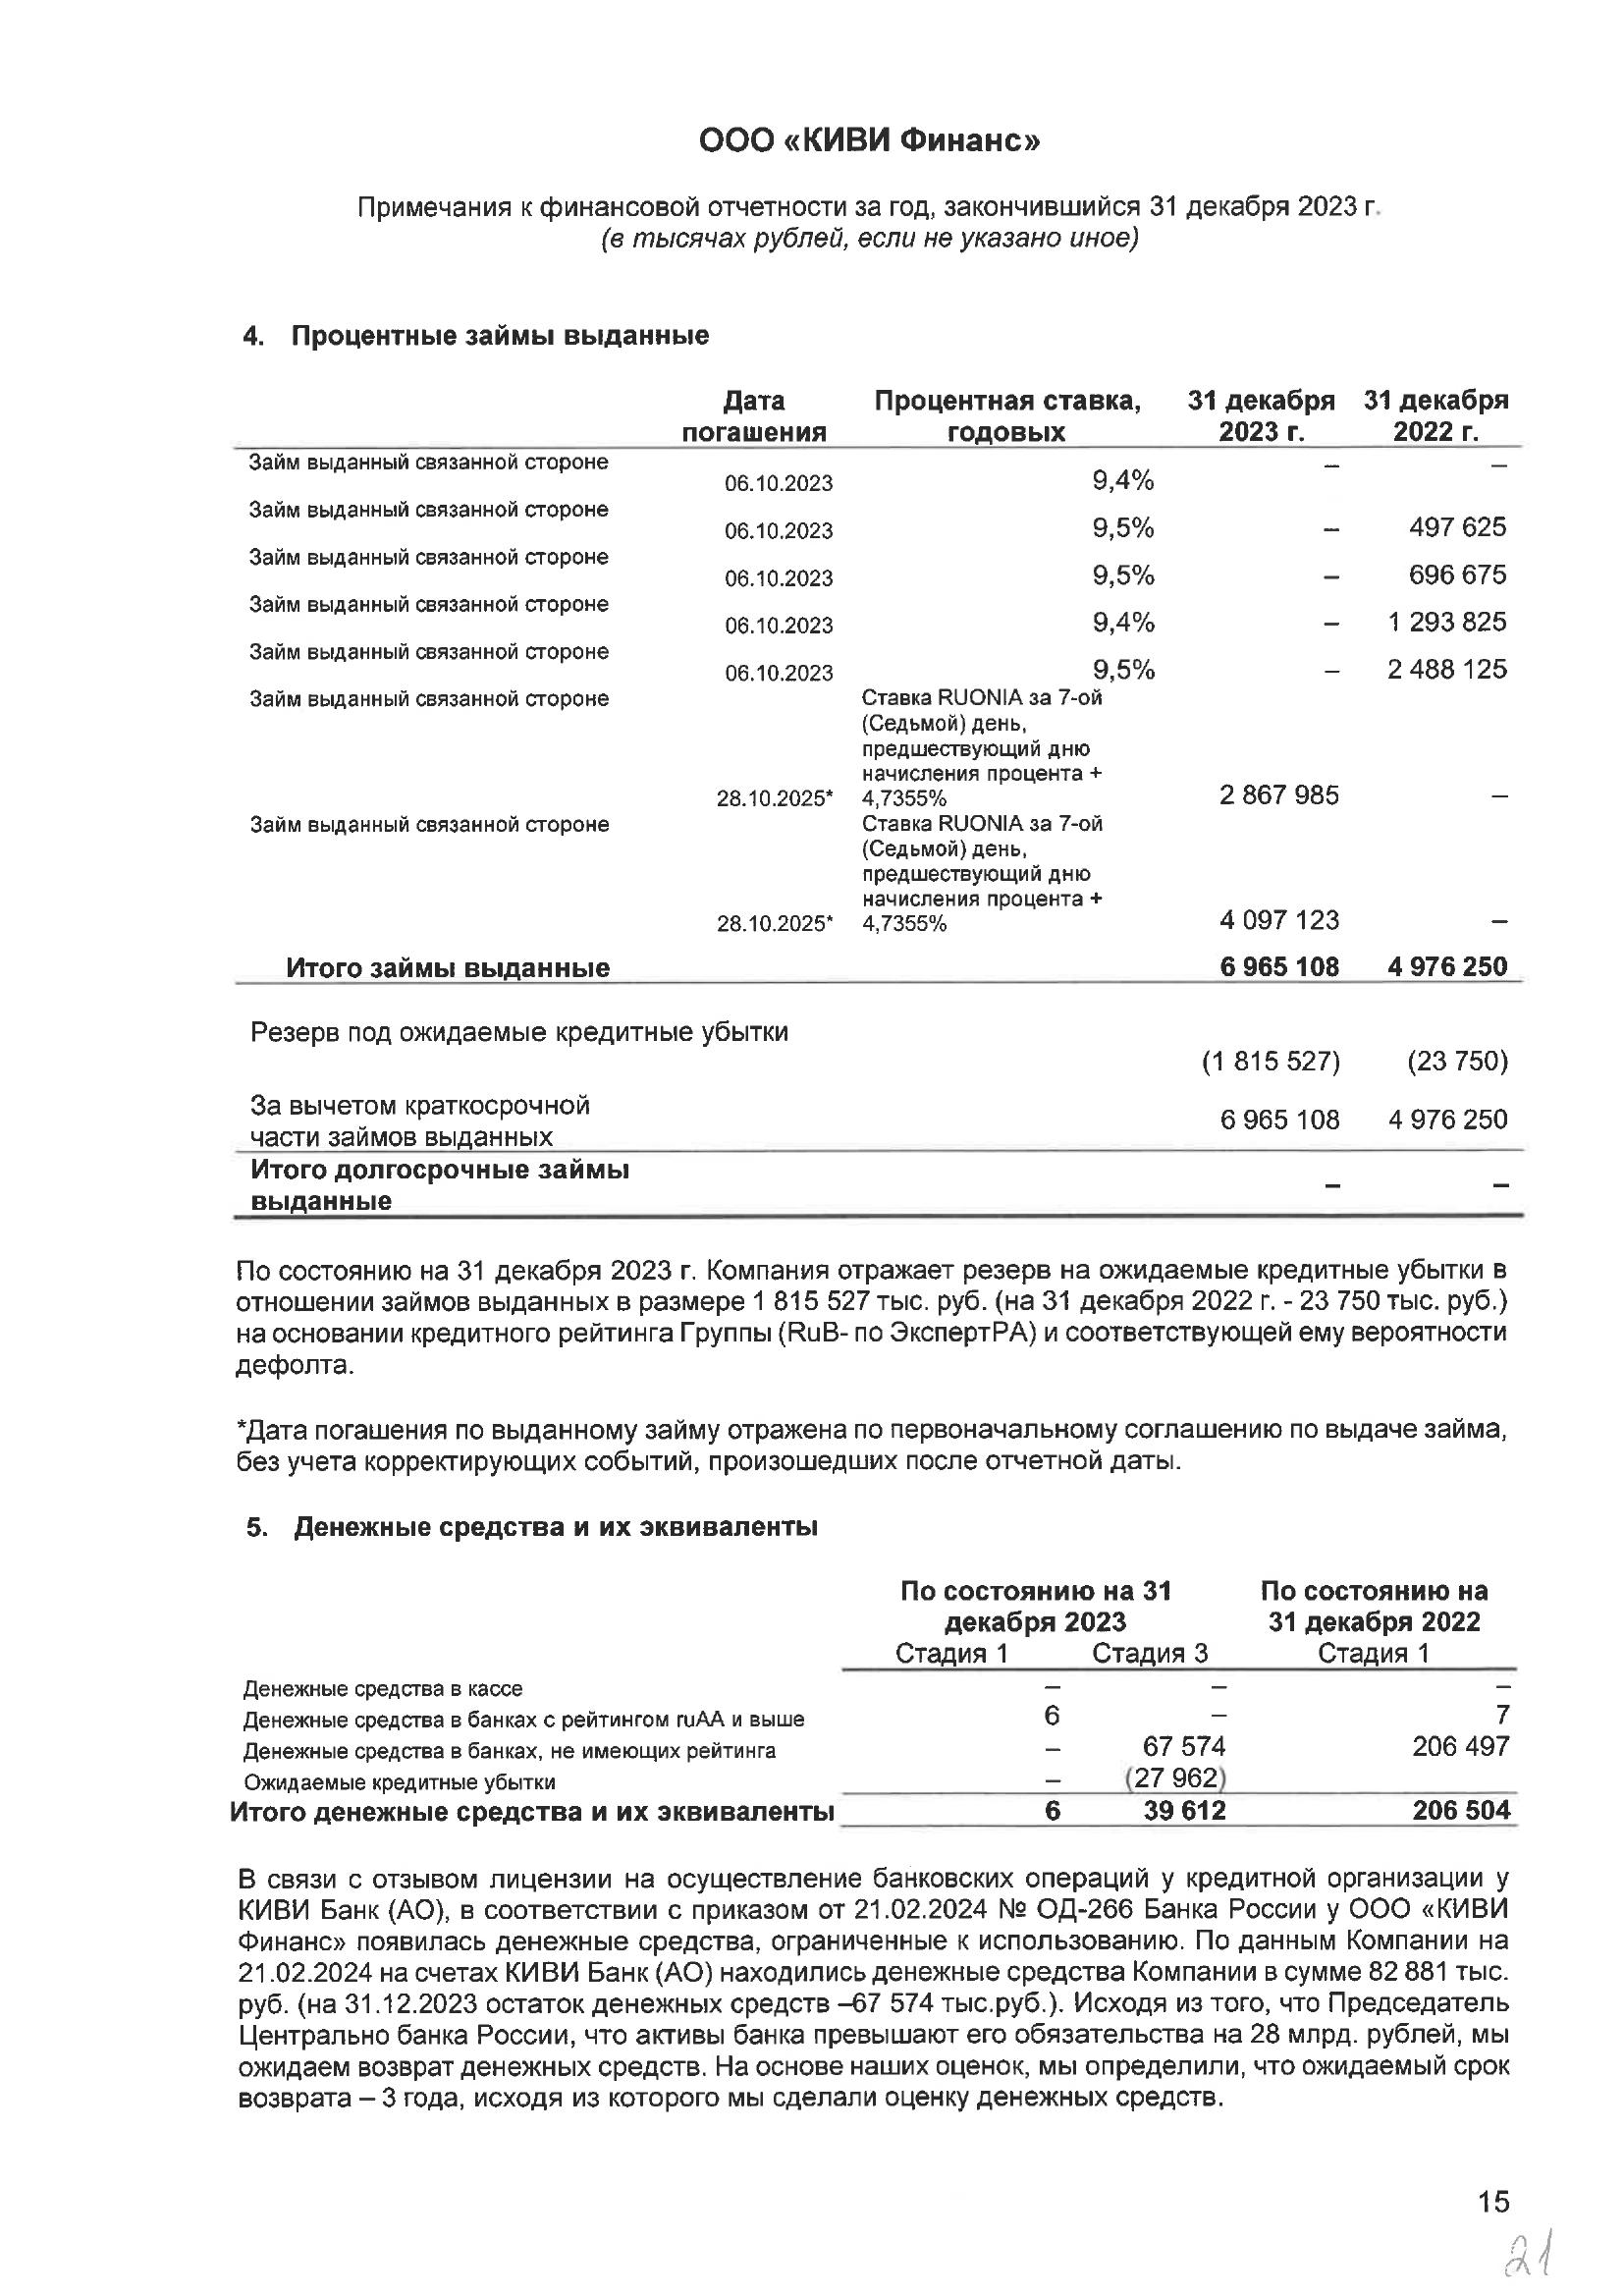 ООО «КИВИ Финанс»
Примечания к финансовой отчетности за год, закончившийся 31 декабря 2023 г.
(в тысячах рублей, если не указано иное)
4. Процентные займы выданные
Дата погашения Процентная ставка, годовых 31 декабря 2023 г. 31 декабря 2022 г.
Займ выданный связанной стороне 06.10.2023 9,4% – –
Займ выданный связанной стороне 06.10.2023 9,5% – 497 625
Займ выданный связанной стороне 06.10.2023 9,5% – 696 675
Займ выданный связанной стороне 06.10.2023 9,4% – 1 293 825
Займ выданный связанной стороне 06.10.2023 9,5% – 2 488 125
Займ выданный связанной стороне Ставка RUONIA за 7-ой
(Седьмой) день,
предшествующий дню
начисления процента +
28.10.2025* 4,7355% 2 867 985 –
Займ выданный связанной стороне Ставка RUONIA за 7-ой
(Седьмой) день,
предшествующий дню
начисления процента +
28.10.2025* 4,7355% 4 097 123 –
Итого займы выданные 6 965 108 4 976 250
Резерв под ожидаемые кредитные убытки
(1 815 527) (23 750)
За вычетом краткосрочной
части займов выданных 6 965 108 4 976 250
Итого долгосрочные займы
выданные – –
По состоянию на 31 декабря 2023 г. Компания отражает резерв на ожидаемые кредитные убытки в
отношении займов выданных в размере 1 815 527 тыс. руб. (на 31 декабря 2022 г. - 23 750 тыс. руб.)
на основании кредитного рейтинга Группы (RuB- по ЭкспертРА) и соответствующей ему вероятности
дефолта.
*Дата погашения по выданному займу отражена по первоначальному соглашению по выдаче займа,
без учета корректирующих событий, произошедших после отчетной даты.
5. Денежные средства и их эквиваленты
По состоянию на 31 По состоянию на
декабря 2023 31 декабря 2022
Стадия 1 Стадия 3 Стадия 1
Денежные средства в кассе – – –
Денежные средства в банках с рейтингом ruAA и выше 6 – 7
Денежные средства в банках, не имеющих рейтинга – 67 574 206 497
Ожидаемые кредитные убытки – (27 962)
Итого денежные средства и их эквиваленты 6 39 612 206 504
В связи с отзывом лицензии на осуществление банковских операций у кредитной организации у
КИВИ Банк (АО), в соответствии с приказом от 21.02.2024 № ОД-266 Банка России у ООО «КИВИ
Финанс» появилась денежные средства, ограниченные к использованию. По данным Компании на
21.02.2024 на счетах КИВИ Банк (АО) находились денежные средства Компании в сумме 82 881 тыс.
руб. (на 31.12.2023 остаток денежных средств –67 574 тыс.руб.). Исходя из того, что Председатель
Центрально банка России, что активы банка превышают его обязательства на 28 млрд. рублей, мы
ожидаем возврат денежных средств. На основе наших оценок, мы определили, что ожидаемый срок
возврата – 3 года, исходя из которого мы сделали оценку денежных средств.
15
21